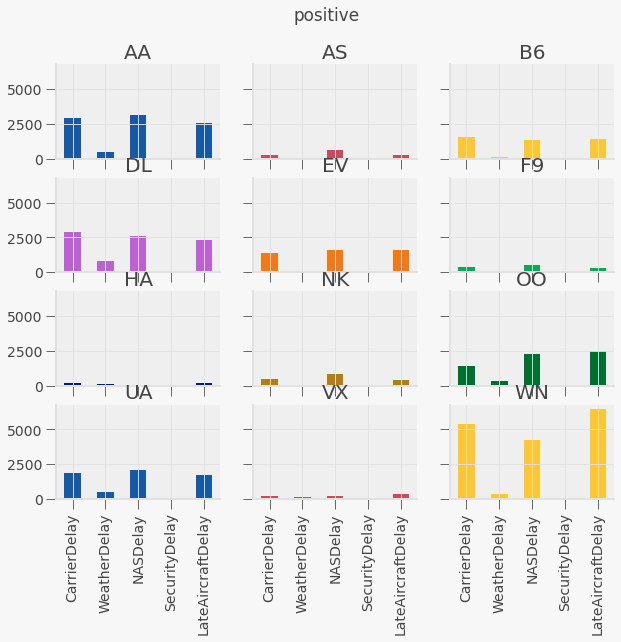 positive
AA AS B6
5000
2500
0
DL EV F9
5000
2500
0
HA NK OO
5000
2500
0
UA VX WN
5000
2500
0
CarrierDelay WeatherDelay NASDelay SecurityDelay LateAircraftDelay CarrierDelay WeatherDelay NASDelay SecurityDelay LateAircraftDelay CarrierDelay WeatherDelay NASDelay SecurityDelay LateAircraftDelay